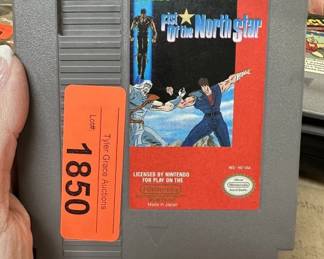 Fist
Of the North Star
Lot#
Tyler Grace Auctions
1850
LICENSED BY NINTENDO
FOR PLAY ON THE
Made in Japan